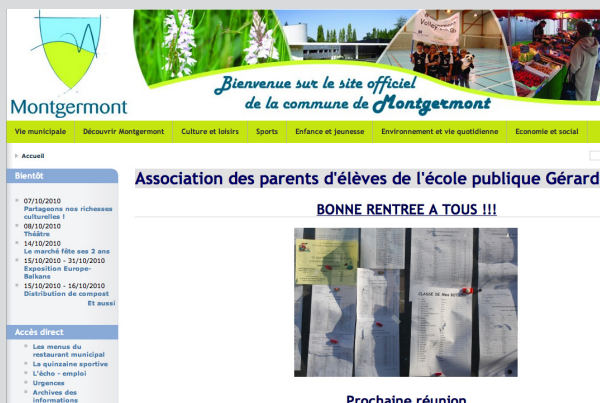 Bienvenue sur le site officiel
de la commune de Montgermont
Montgermont
Vie municipale
Découvrir Montgermont
Culture et loisirs
Sports
Enfance et jeunesse
Environnement et vie quotidienne
Economie et social
Accueil
Bientôt
07/10/2010
Partageons nos richesses
culturelles !
08/10/2010
Théâtre
14/10/2010
Le marché fête ses 2 ans
15/10/2010 - 31/10/2010
Exposition Europe-
Balkans
15/10/2010 - 16/10/2010
Distribution de compost
Et aussi
Accès direct
Les menus du
restaurant municipal
La quinzaine sportive
L'écho - emploi
Urgences
Archives des
informations
Association des parents d'élèves de l'école publique Gérard
BONNE RENTREE A TOUS !!!
Prochaine réunion